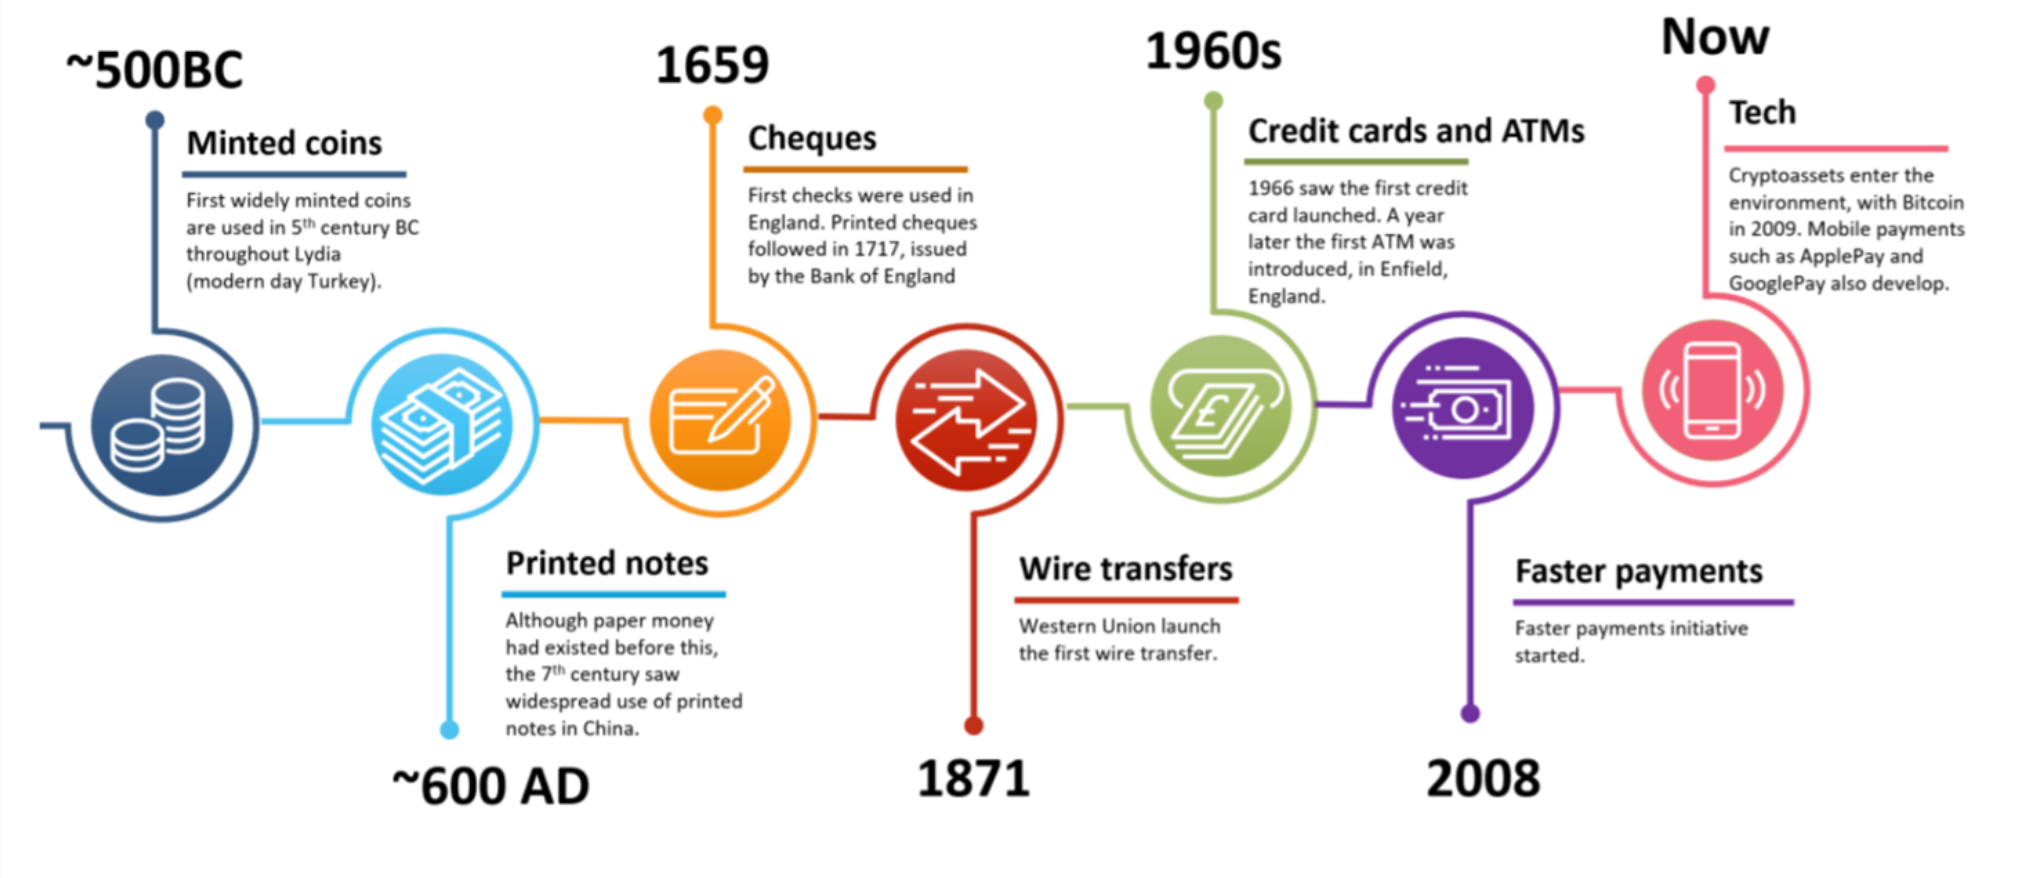 ~500BC
Minted coins
First widely minted coins
are used in 5th century BC
throughout Lydia
(modern day Turkey).
Printed notes
Although paper money
had existed before this,
the 7th century saw
widespread use of printed
notes in China.
~600 AD
1659
Cheques
First checks were used in
England. Printed cheques
followed in 1717, issued
by the Bank of England
Wire transfers
Western Union launch
the first wire transfer.
1871
1960s
Credit cards and ATMs
1966 saw the first credit
card launched. A year
later the first ATM was
introduced, in Enfield,
England.
£
Faster payments
Faster payments initiative
started.
2008
Now
Tech
Cryptoassets enter the
environment, with Bitcoin
in 2009. Mobile payments
such as ApplePay and
GooglePay also develop.